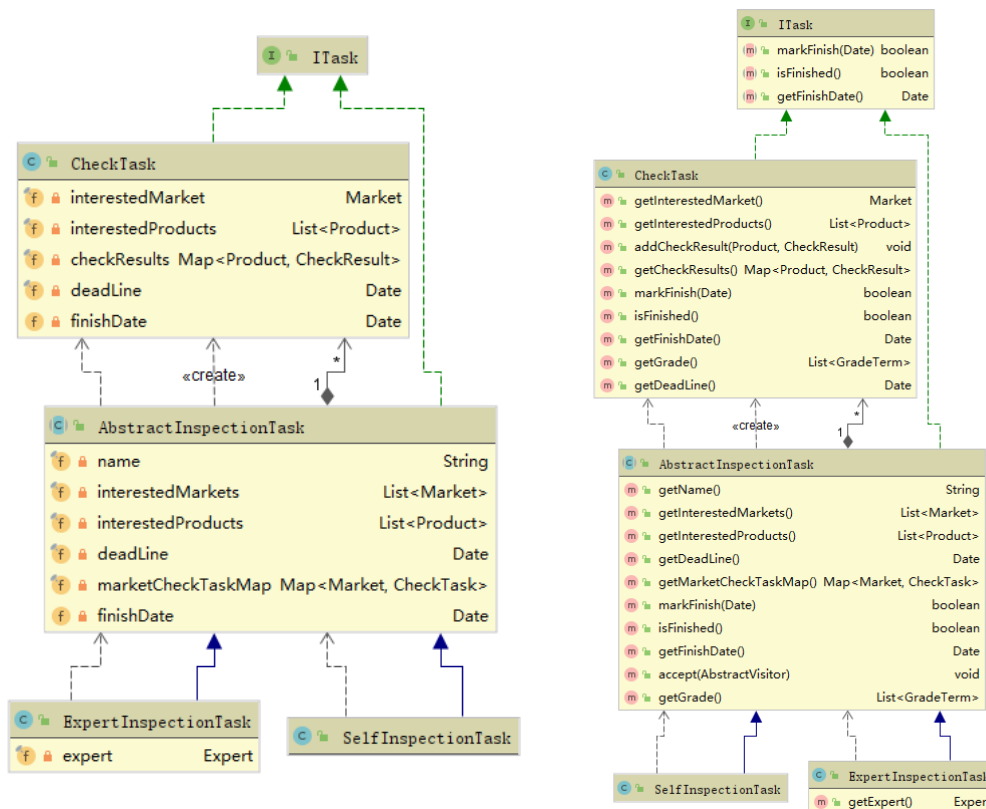 ITask
CheckTask
interestedMarket Market
interestedProducts List<Product>
checkResults Map<Product, CheckResult>
deadLine Date
finishDate Date
«create»
*
1
AbstractInspectionTask
name String
interestedMarkets List<Market>
interestedProducts List<Product>
deadLine Date
marketCheckTaskMap Map<Market, CheckTask>
finishDate Date
ExpertInspectionTask
expert Expert
SelfInspectionTask
ITask
markFinish(Date) boolean
isFinished() boolean
getFinishDate() Date
CheckTask
getInterestedMarket() Market
getInterestedProducts() List<Product>
addCheckResult(Product, CheckResult) void
getCheckResults() Map<Product, CheckResult>
markFinish(Date) boolean
isFinished() boolean
getFinishDate() Date
getGrade() List<GradeTerm>
getDeadLine() Date
«create»
*
1
AbstractInspectionTask
getName() String
getInterestedMarkets() List<Market>
getInterestedProducts() List<Product>
getDeadLine() Date
getMarketCheckTaskMap() Map<Market, CheckTask>
markFinish(Date) boolean
isFinished() boolean
getFinishDate() Date
accept(AbstractVisitor) void
getGrade() List<GradeTerm>
SelfInspectionTask
ExpertInspectionTask
getExpert() Exper